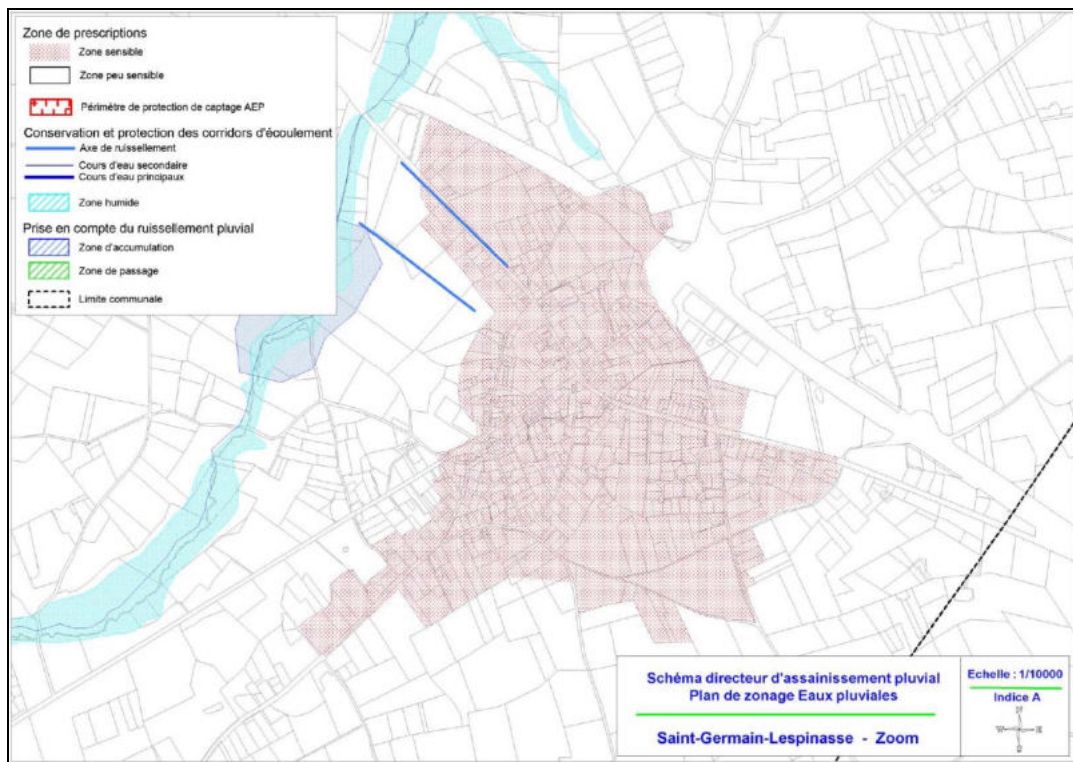 Zone de prescriptions
Zone sensible
Zone peu sensible
Périmètre de protection de captage AEP
Conservation et protection des corridors d'écoulement
Axe de ruissellement
Cours d'eau secondaire
Cours d'eau principaux
Zone humide
Prise en compte du ruissellement pluvial
Zone d'accumulation
Zone de passage
Limite communale
Schéma directeur d'assainissement pluvial
Plan de zonage Eaux pluviales
Saint-Germain-Lespinasse - Zoom
Echelle : 1/10000
Indice A